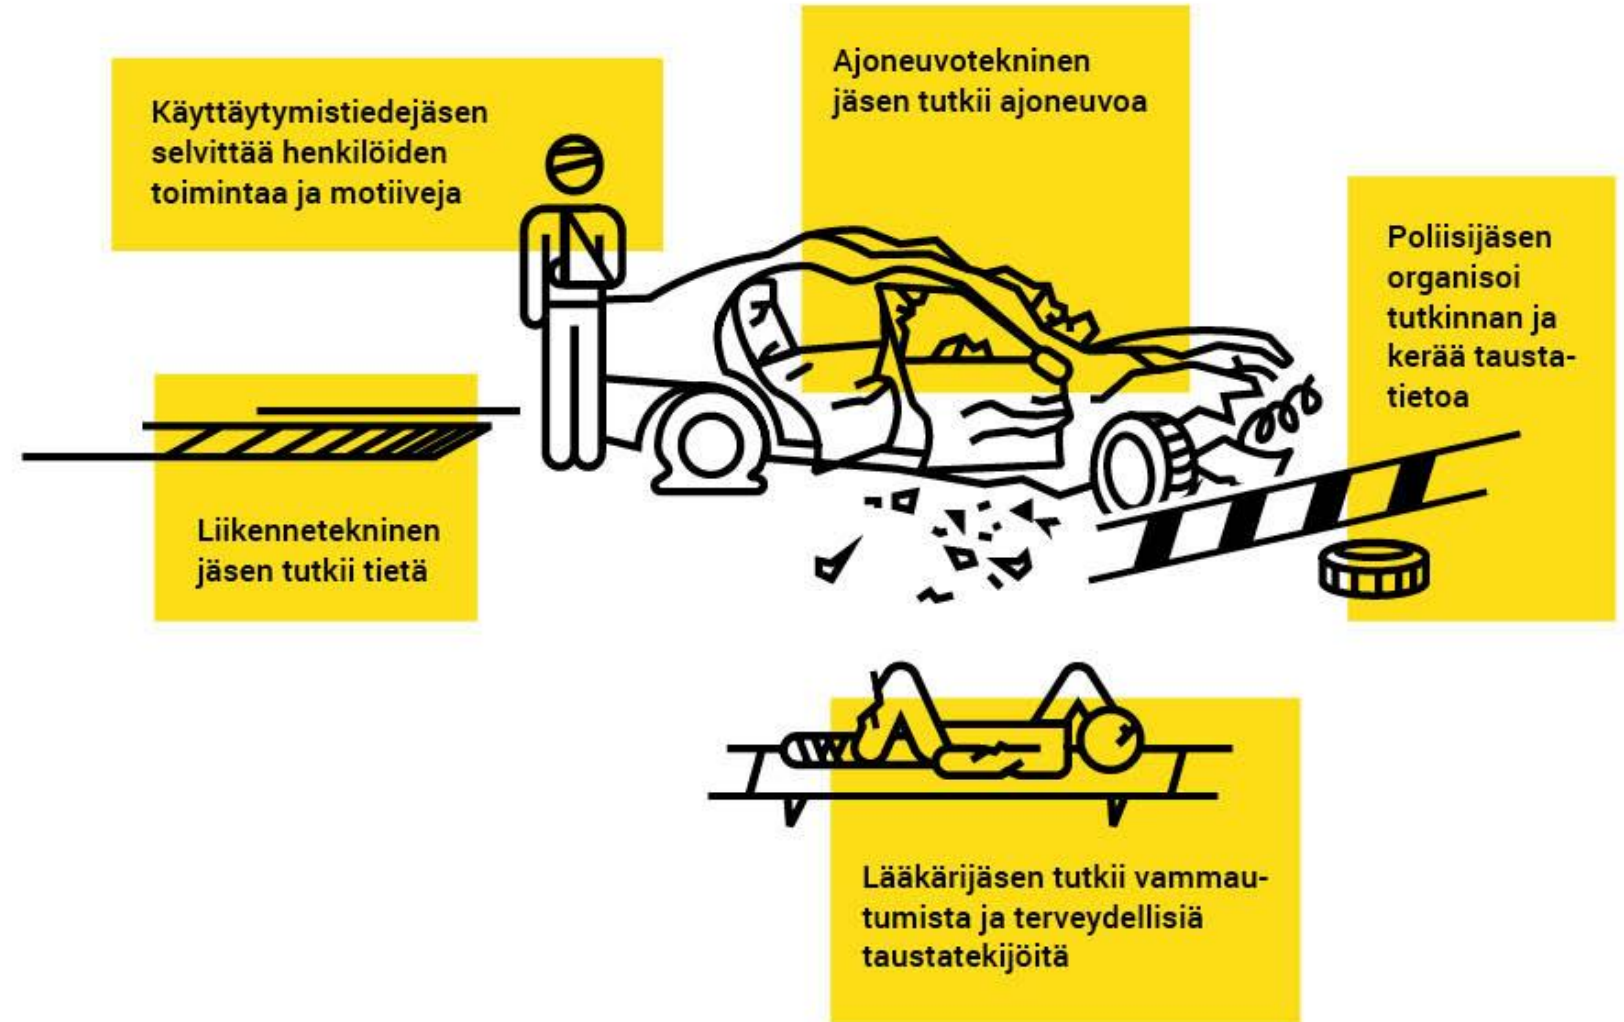 Käyttäytymistiedejäsen
selvittää henkilöiden
toimintaa ja motiiveja
Ajoneuvotekninen
jäsen tutkii ajoneuvoa
Poliisijäsen
organisoi
tutkinnan ja
kerää tausta-
tietoa
Liikennetekninen
jäsen tutkii tietä
Lääkärijäsen tutkii vammau-
tumista ja terveydellisiä
taustatekijöitä